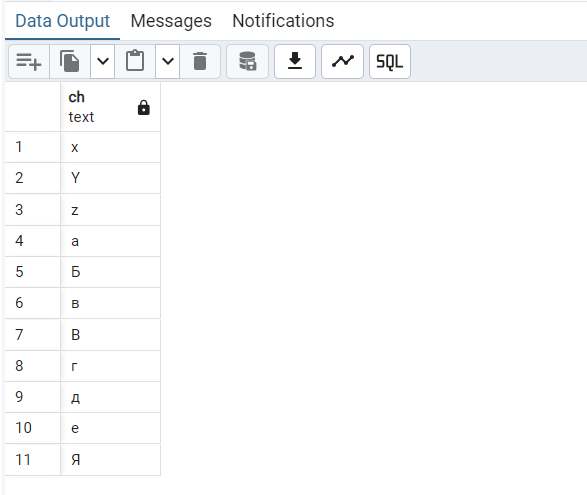 Data Output Messages Notifications
SQL
ch
text
1 x
2 Y
3 z
4 а
5 Б
6 в
7 В
8 г
9 д
10 е
11 Я